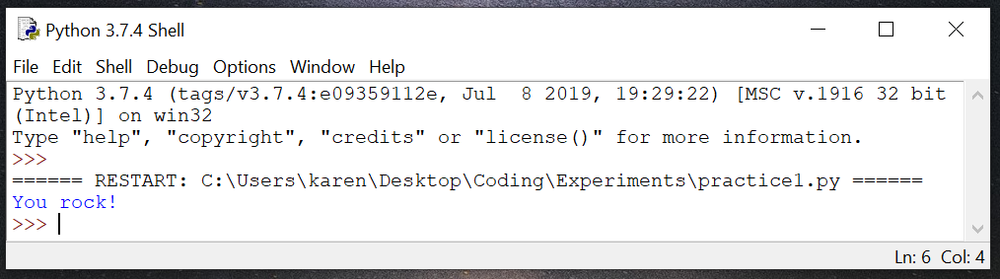 Python 3.7.4 Shell
File Edit Shell Debug Options Window Help
Python 3.7.4 (tags/v3.7.4:e09359112e, Jul  8 2019, 19:29:22) [MSC v.1916 32 bit
(Intel)] on win32
Type "help", "copyright", "credits" or "license()" for more information.
>>>
====== RESTART: C:\Users\karen\Desktop\Coding\Experiments\practice1.py ======
You rock!
>>>
Ln: 6 Col: 4